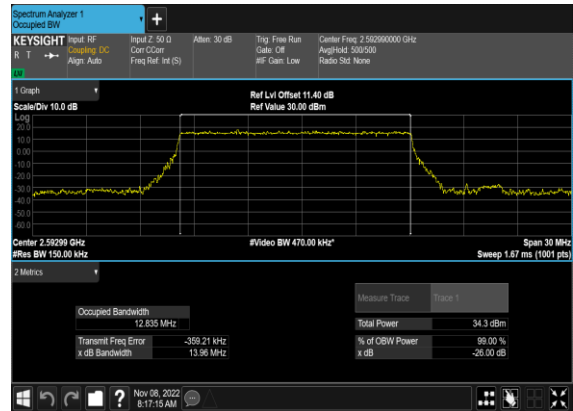 Spectrum Analyzer 1
Occupied BW
+
KEYSIGHT
R T
LW
Input: RF
Coupling: DC
Align: Auto
Input Z: 50 Ω
Corr CCorr
Freq Ref: Int (S)
Atten: 30 dB
Trig: Free Run
Gate: Off
#IF Gain: Low
Center Freq: 2.592990000 GHz
Avg|Hold: 500/500
Radio Std: None
1 Graph
Scale/Div 10.0 dB
Ref Lvl Offset 11.40 dB
Ref Value 30.00 dBm
Log
20.0
10.0
0.00
-10.0
-20.0
-30.0
-40.0
-50.0
-60.0
Center 2.59299 GHz
#Res BW 150.00 kHz
#Video BW 470.00 kHz*
Span 30 MHz
Sweep 1.67 ms (1001 pts)
2 Metrics
Measure Trace Trace 1
Occupied Bandwidth
12.835 MHz
Total Power 34.3 dBm
Transmit Freq Error -359.21 kHz
% of OBW Power 99.00 %
x dB Bandwidth 13.96 MHz
x dB -26.00 dB
?
Nov 08, 2022
8:17:15 AM